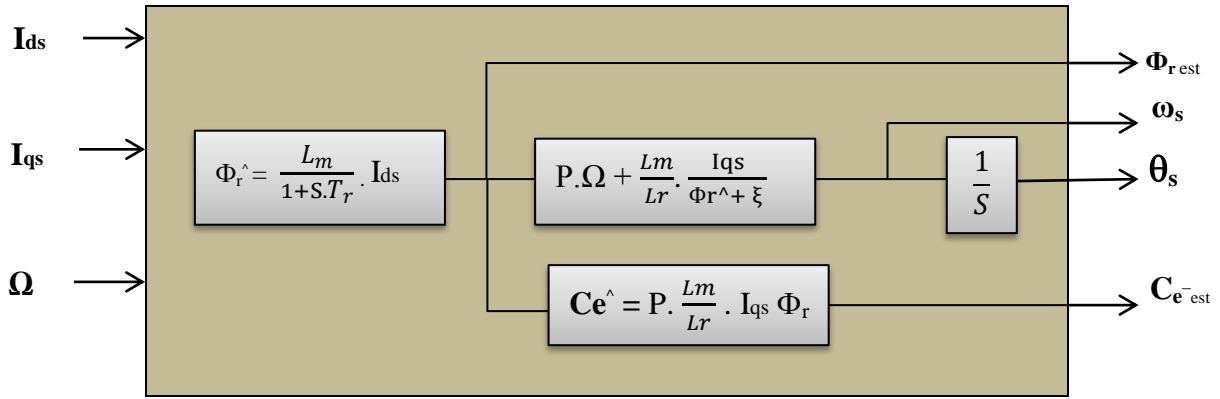 Ids
Iqs
Ω
Φr^ = Lm / 1+S.Tr . Ids
P.Ω + Lm/Lr . Iqs / Φr^+ ξ
1/S
Ce^ = P. Lm/Lr . Iqs Φr
Φr est
ωs
θs
Ce-est